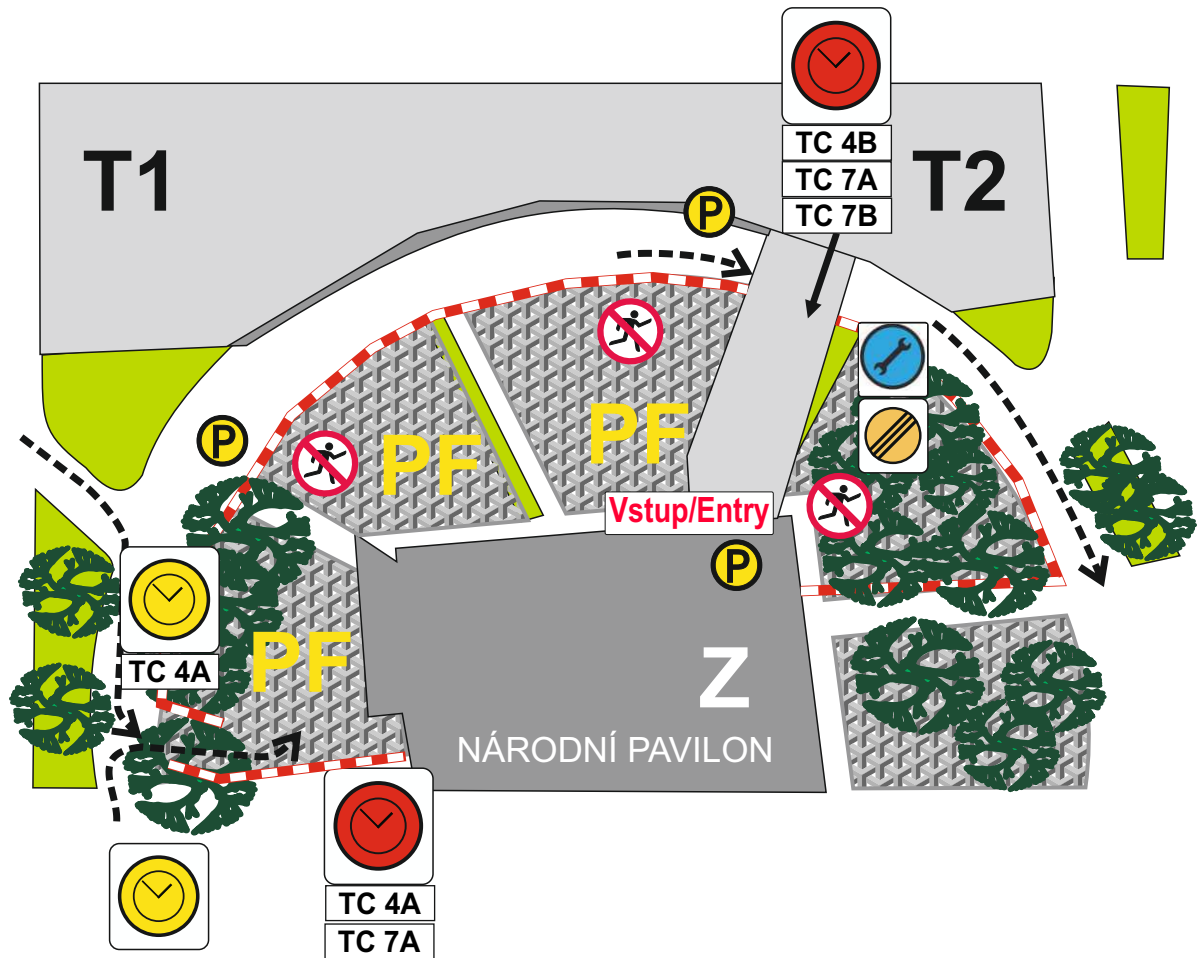 TC 4B
TC 7A
TC 7B
T1
T2
P
P
PF
PF
Vstup/Entry
P
TC 4A
PF
Z
NÁRODNÍ PAVILON
TC 4A
TC 7A